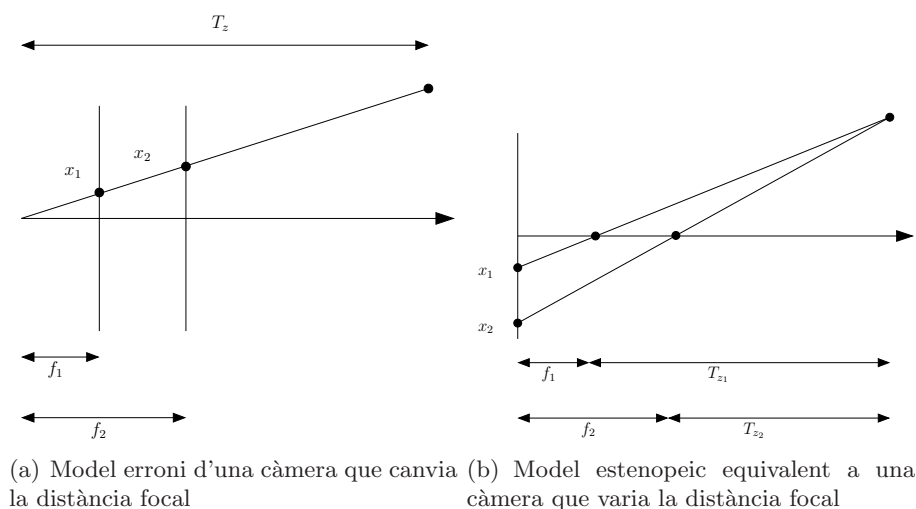 T_z
x_1
x_2
f_1
f_2
(a) Model erroni d'una càmera que canvia
la distància focal
x_1
x_2
f_1
T_{z_1}
f_2
T_{z_2}
(b) Model estenopeic equivalent a una
càmera que varia la distància focal